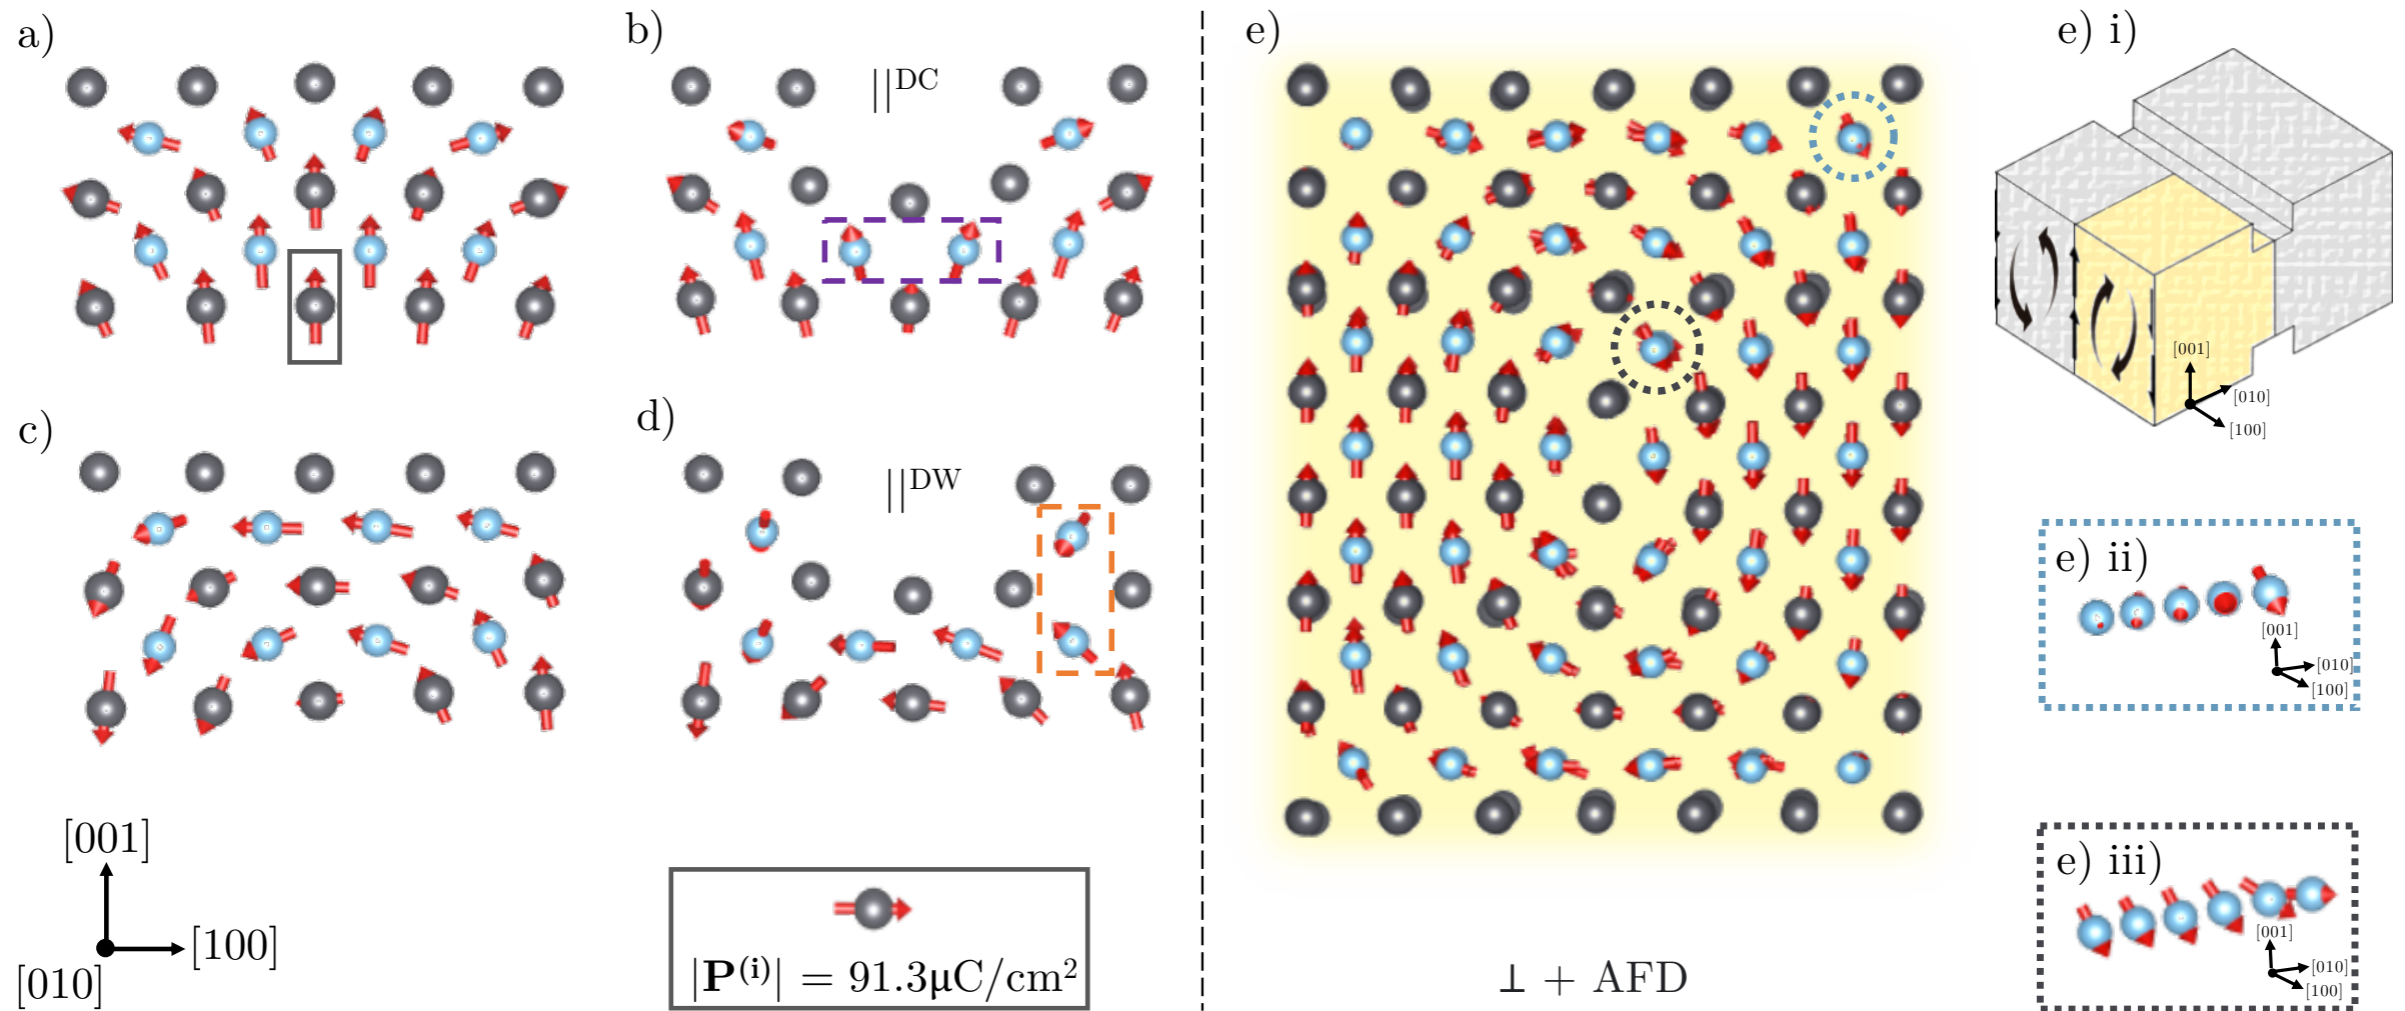 a)
b)
||DC
c)
d)
||DW
[001]
[100]
[010]
|P(i)| = 91.3μC/cm²
e)
⊥ + AFD
e) i)
[001]
[010]
[100]
e) ii)
[001]
[010]
[100]
e) iii)
[001]
[010]
[100]